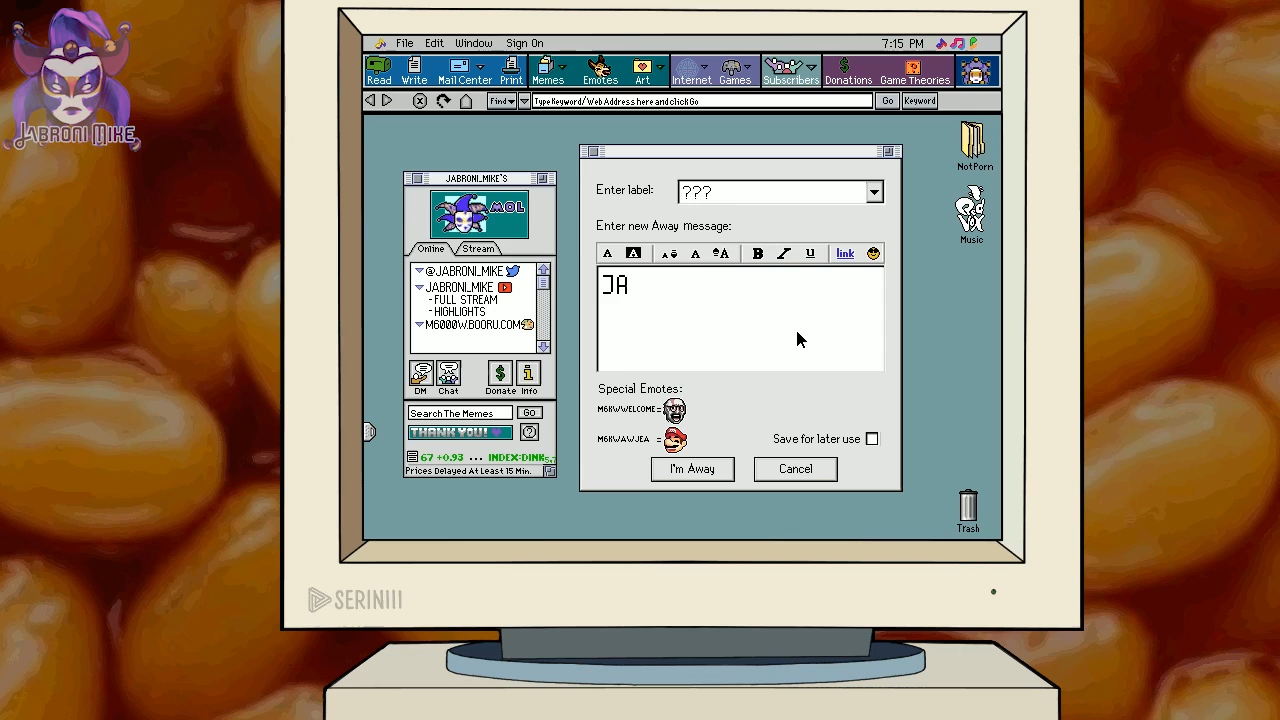 JABRONI MIKE
File Edit Window Sign On 7:15 PM
Read Write Mail Center Print Memes Emotes Art Internet Games Subscribers Donations Game Theories
Find Type Keyword/Web Address here and click Go Go Keyword
NotPorn
Music
Trash
JABRONI_MIKE'S
MOL
Online Stream
@JABRONI_MIKE
JABRONI_MIKE
-FULL STREAM
-HIGHLIGHTS
M6000W.BOORU.COM
DM Chat Donate Info
Search The Memes Go
THANK YOU!
67 +0.93 ... INDEX:DINK
Prices Delayed At Least 15 Min.
Enter label: ???
Enter new Away message:
A A A A A B I U link
JA
Special Emotes:
M6KWWELCOME=
M6KWAWJEA =
Save for later use
I'm Away Cancel
SERINIII